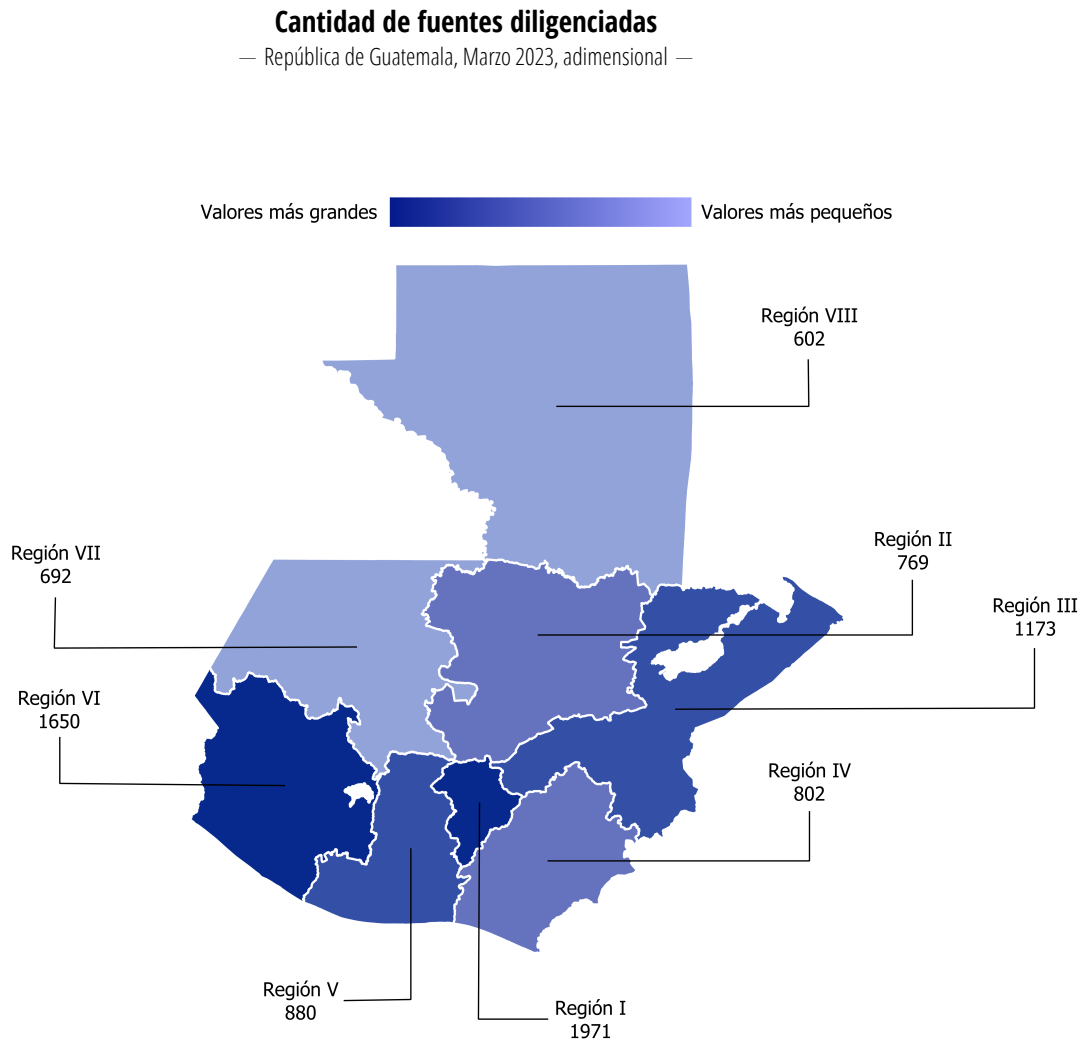 Cantidad de fuentes diligenciadas
— República de Guatemala, Marzo 2023, adimensional —
Valores más grandes
Valores más pequeños
Región VIII
602
Región II
769
Región VII
692
Región III
1173
Región VI
1650
Región IV
802
Región V
880
Región I
1971